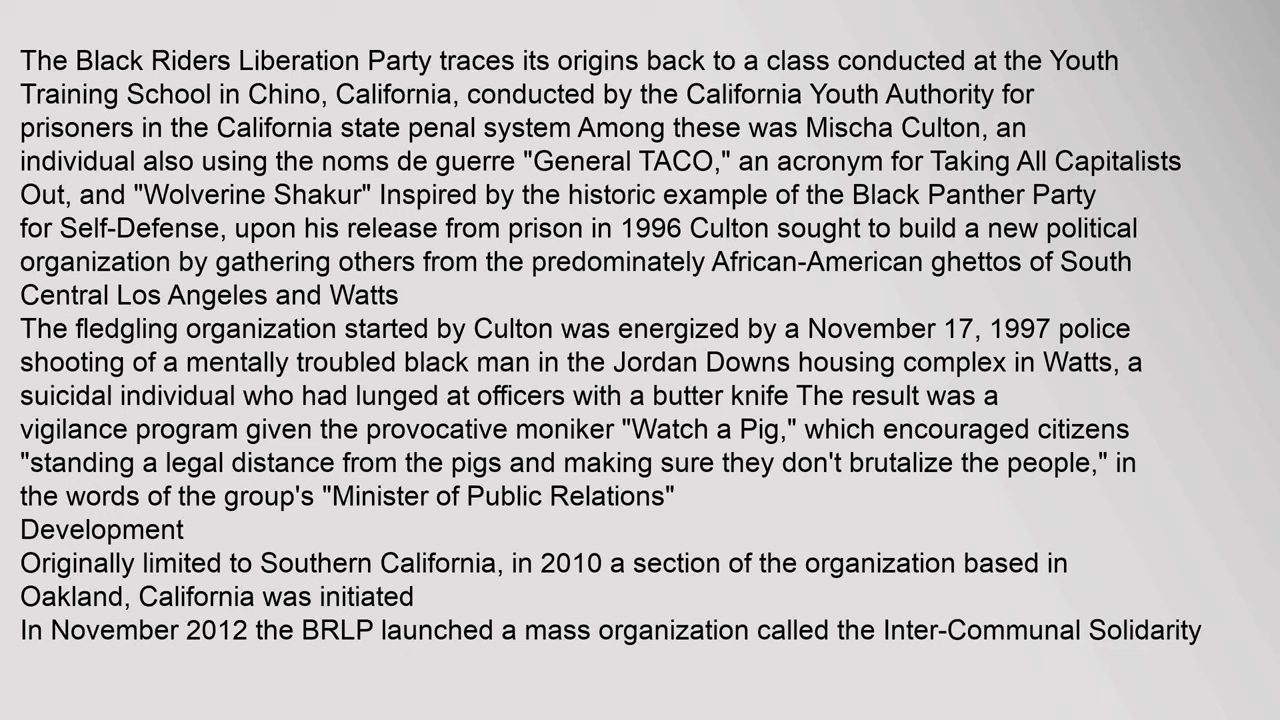 The Black Riders Liberation Party traces its origins back to a class conducted at the Youth
Training School in Chino, California, conducted by the California Youth Authority for
prisoners in the California state penal system Among these was Mischa Culton, an
individual also using the noms de guerre "General TACO," an acronym for Taking All Capitalists
Out, and "Wolverine Shakur" Inspired by the historic example of the Black Panther Party
for Self-Defense, upon his release from prison in 1996 Culton sought to build a new political
organization by gathering others from the predominately African-American ghettos of South
Central Los Angeles and Watts
The fledgling organization started by Culton was energized by a November 17, 1997 police
shooting of a mentally troubled black man in the Jordan Downs housing complex in Watts, a
suicidal individual who had lunged at officers with a butter knife The result was a
vigilance program given the provocative moniker "Watch a Pig," which encouraged citizens
"standing a legal distance from the pigs and making sure they don't brutalize the people," in
the words of the group's "Minister of Public Relations"
Development
Originally limited to Southern California, in 2010 a section of the organization based in
Oakland, California was initiated
In November 2012 the BRLP launched a mass organization called the Inter-Communal Solidarity